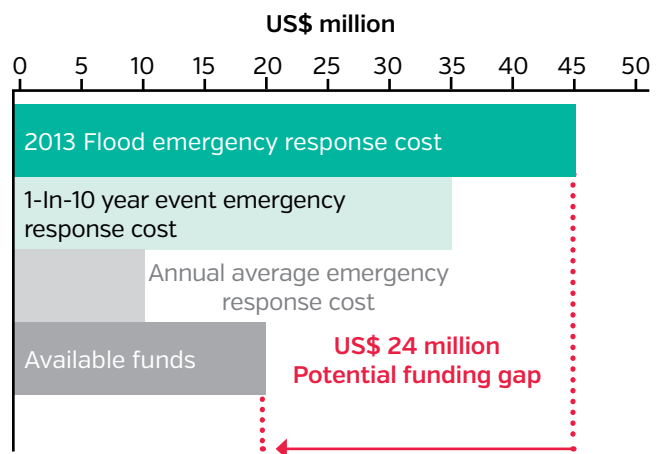 US$ million
0 5 10 15 20 25 30 35 40 45 50
2013 Flood emergency response cost
1-In-10 year event emergency
response cost
Annual average emergency
response cost
Available funds
US$ 24 million
Potential funding gap